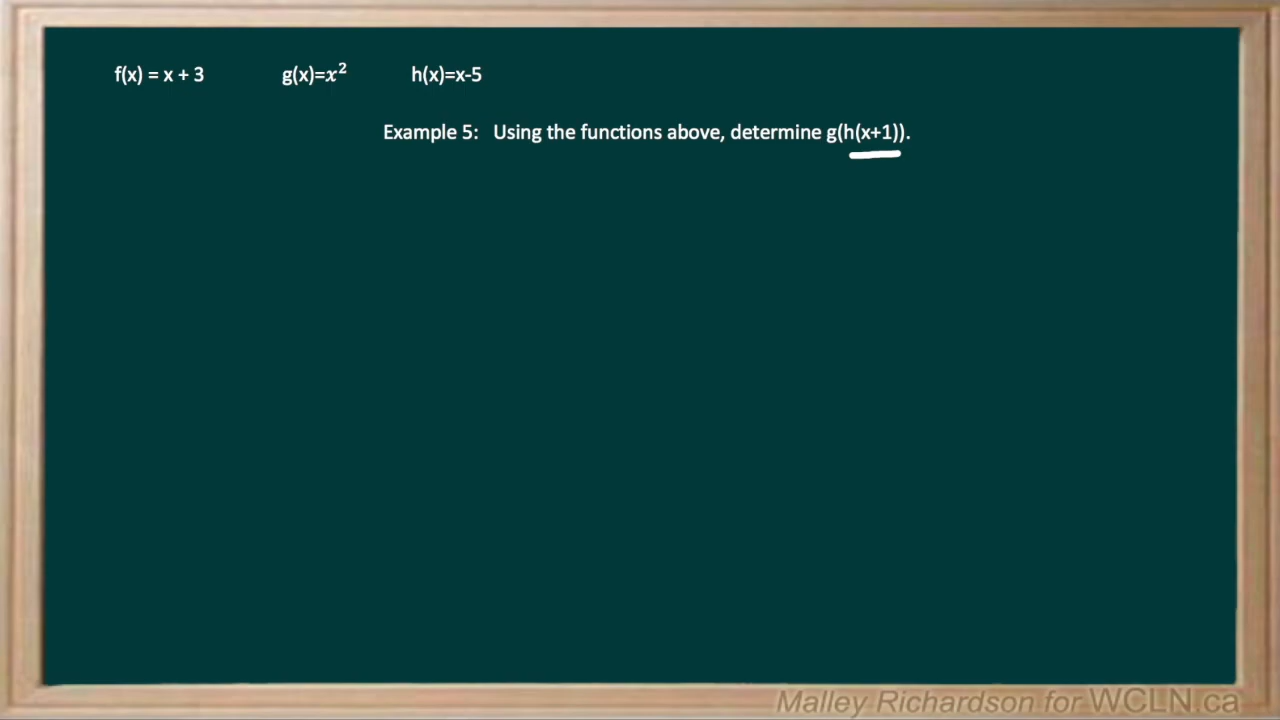 f(x) = x + 3 g(x)=x² h(x)=x-5
Example 5: Using the functions above, determine g(h(x+1)).
Malley Richardson for WCLN.ca